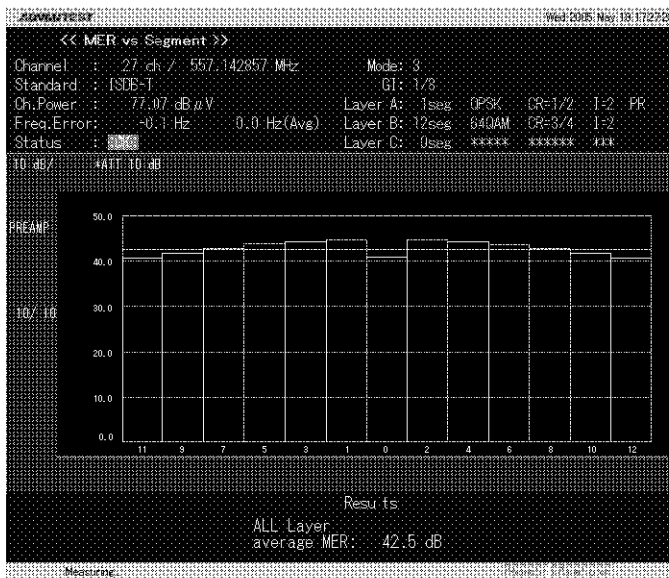 ADVANTEST
Wed 2005 May 18 17:27:2
<< MER vs Segment >>
Channel : 27 ch / 557.142857 MHz Mode: 3
Standard : ISDB-T GI: 1/8
Ch.Power : 77.07 dBμV Layer A: 1seg QPSK CR=1/2 I=2 PR
Freq.Error: -0.1 Hz 0.0 Hz(Avg) Layer B: 12seg 64QAM CR=3/4 I=2
Status : Layer C: 0seg ***** ****** ***
10 dB/ *ATT 10 dB
PREAMP
10/ 10
50.0
40.0
30.0
20.0
10.0
0.0
11 9 7 5 3 1 0 2 4 6 8 10 12
Results
ALL Layer
average MER: 42.5 dB
Measuring..